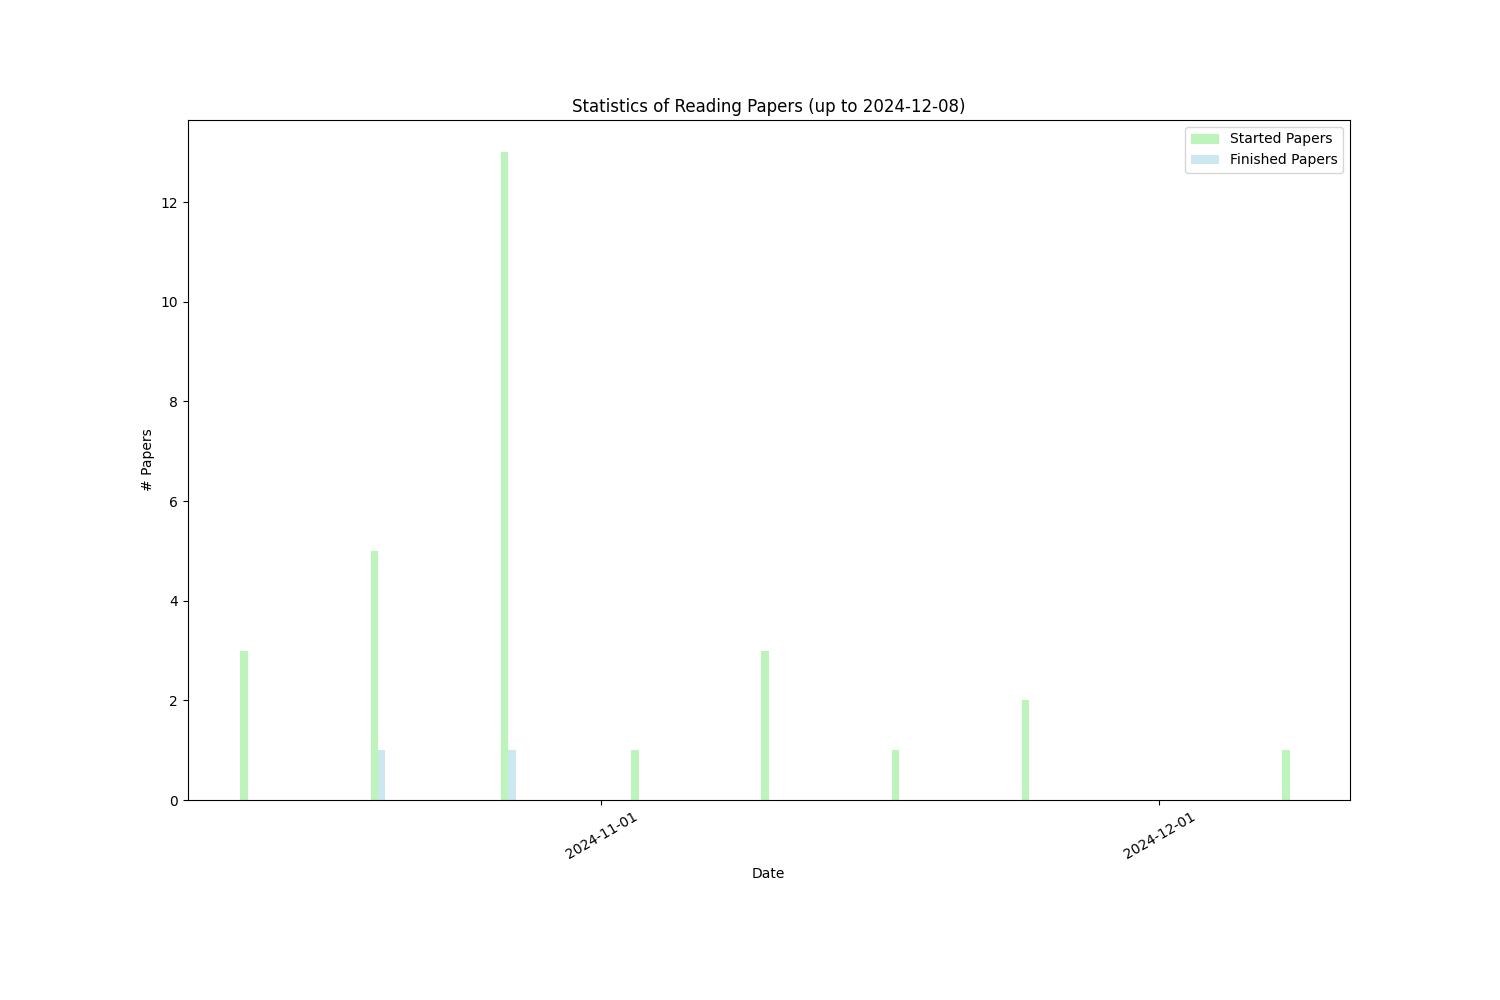 Statistics of Reading Papers (up to 2024-12-08)
Started Papers
Finished Papers
12
10
8
6
4
2
0
# Papers
2024-11-01
2024-12-01
Date